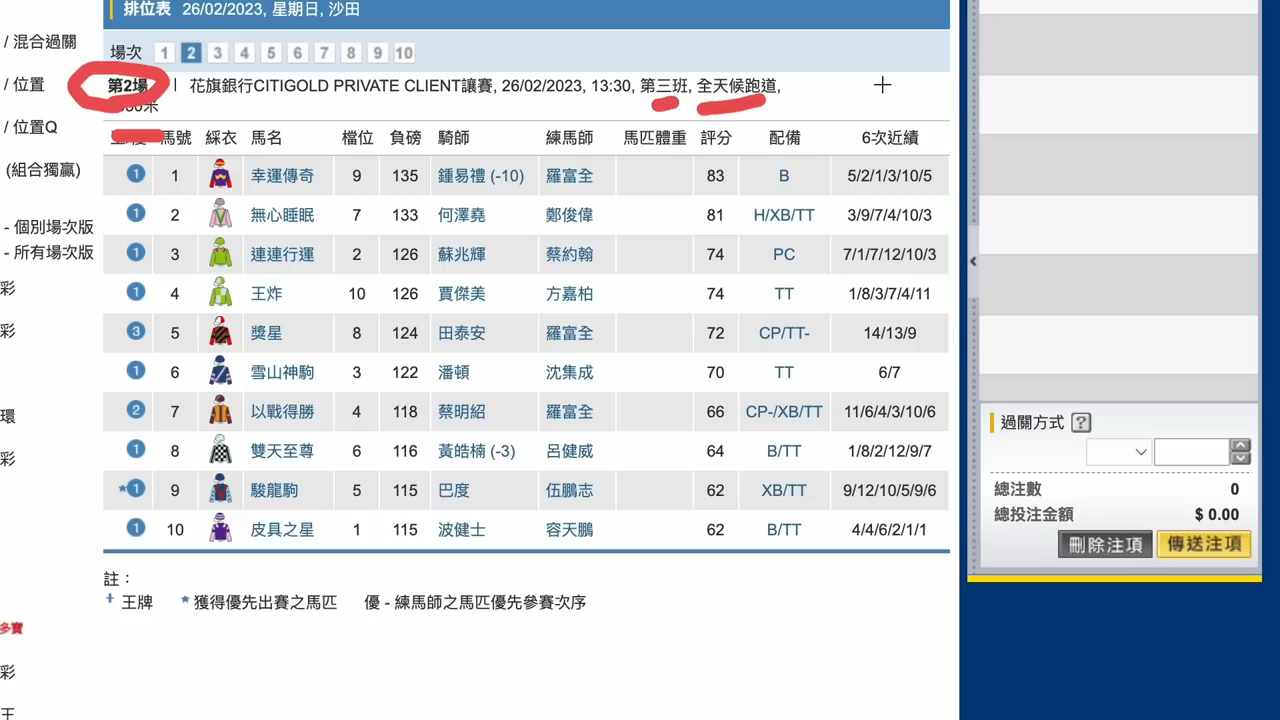 排位表 26/02/2023, 星期日, 沙田
/ 混合過關
/ 位置
/ 位置Q
(組合獨贏)
- 個別場次版
- 所有場次版
彩
彩
環
彩
多寶
彩
王
場次 1 2 3 4 5 6 7 8 9 10
第2場 | 花旗銀行CITIGOLD PRIVATE CLIENT讓賽, 26/02/2023, 13:30, 第三班, 全天候跑道,
米
馬號 綵衣 馬名 檔位 負磅 騎師 練馬師 馬匹體重 評分 配備 6次近績
1 1 幸運傳奇 9 135 鍾易禮 (-10) 羅富全 83 B 5/2/1/3/10/5
1 2 無心睡眠 7 133 何澤堯 鄭俊偉 81 H/XB/TT 3/9/7/4/10/3
1 3 連連行運 2 126 蘇兆輝 蔡約翰 74 PC 7/1/7/12/10/3
1 4 王炸 10 126 賈傑美 方嘉柏 74 TT 1/8/3/7/4/11
3 5 獎星 8 124 田泰安 羅富全 72 CP/TT- 14/13/9
1 6 雪山神駒 3 122 潘頓 沈集成 70 TT 6/7
2 7 以戰得勝 4 118 蔡明紹 羅富全 66 CP-/XB/TT 11/6/4/3/10/6
1 8 雙天至尊 6 116 黃皓楠 (-3) 呂健威 64 B/TT 1/8/2/12/9/7
★1 9 駿龍駒 5 115 巴度 伍鵬志 62 XB/TT 9/12/10/5/9/6
1 10 皮具之星 1 115 波健士 容天鵬 62 B/TT 4/4/6/2/1/1
註：
+ 王牌 ★ 獲得優先出賽之馬匹 優 - 練馬師之馬匹優先參賽次序
過關方式 ?
總注數 0
總投注金額 $ 0.00
刪除注項 傳送注項